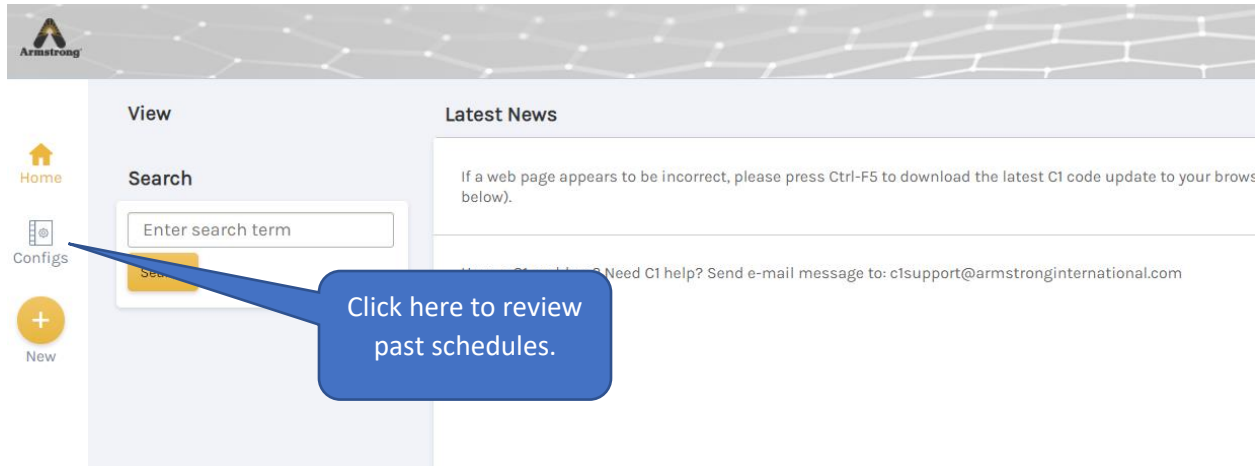 Armstrong
View
Latest News
Home
Search
If a web page appears to be incorrect, please press Ctrl-F5 to download the latest C1 code update to your brows
below).
Enter search term
Configs
Need C1 help? Send e-mail message to: c1support@armstronginternational.com
Click here to review
past schedules.
New